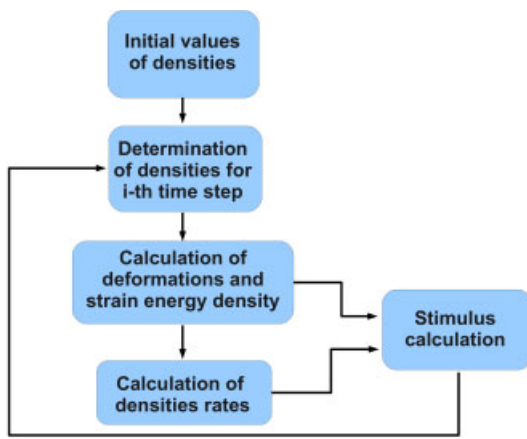 Initial values
of densities
Determination
of densities for
i-th time step
Calculation of
deformations and
strain energy density
Stimulus
calculation
Calculation of
densities rates